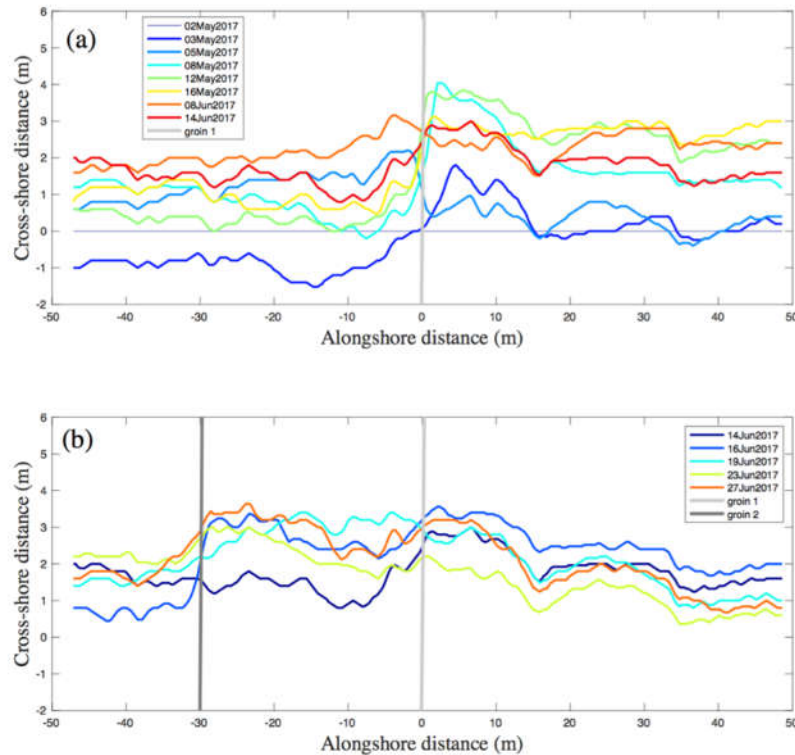 (a)
02May2017
03May2017
05May2017
08May2017
12May2017
16May2017
08Jun2017
14Jun2017
groin 1
Cross-shore distance (m)
6
5
4
3
2
1
0
-1
-2
-50 -40 -30 -20 -10 0 10 20 30 40 50
Alongshore distance (m)
(b)
14Jun2017
16Jun2017
19Jun2017
23Jun2017
27Jun2017
groin 1
groin 2
Cross-shore distance (m)
6
5
4
3
2
1
0
-1
-2
-50 -40 -30 -20 -10 0 10 20 30 40 50
Alongshore distance (m)